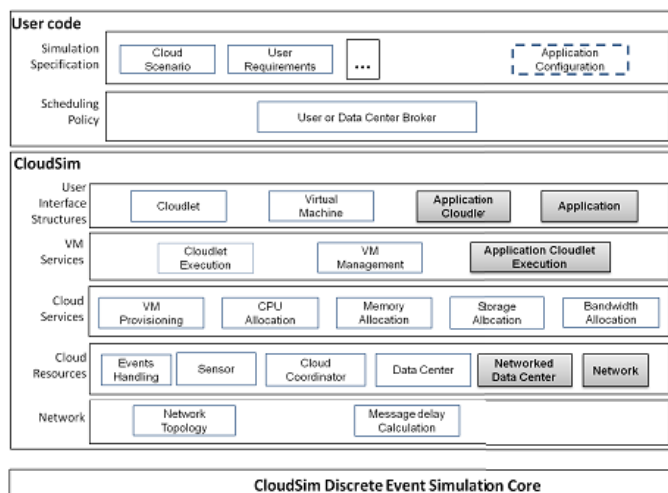 User code
Simulation
Specification
Cloud
Scenario
User
Requirements
...
Application
Configuration
Scheduling
Policy
User or Data Center Broker
CloudSim
User
Interface
Structures
Cloudlet
Virtual
Machine
Application
Cloudlet
Application
VM
Services
Cloudlet
Execution
VM
Management
Application Cloudlet
Execution
Cloud
Services
VM
Provisioning
CPU
Allocation
Memory
Allocation
Storage
Allocation
Bandwidth
Allocation
Cloud
Resources
Events
Handling
Sensor
Cloud
Coordinator
Data Center
Networked
Data Center
Network
Network
Network
Topology
Message delay
Calculation
CloudSim Discrete Event Simulation Core